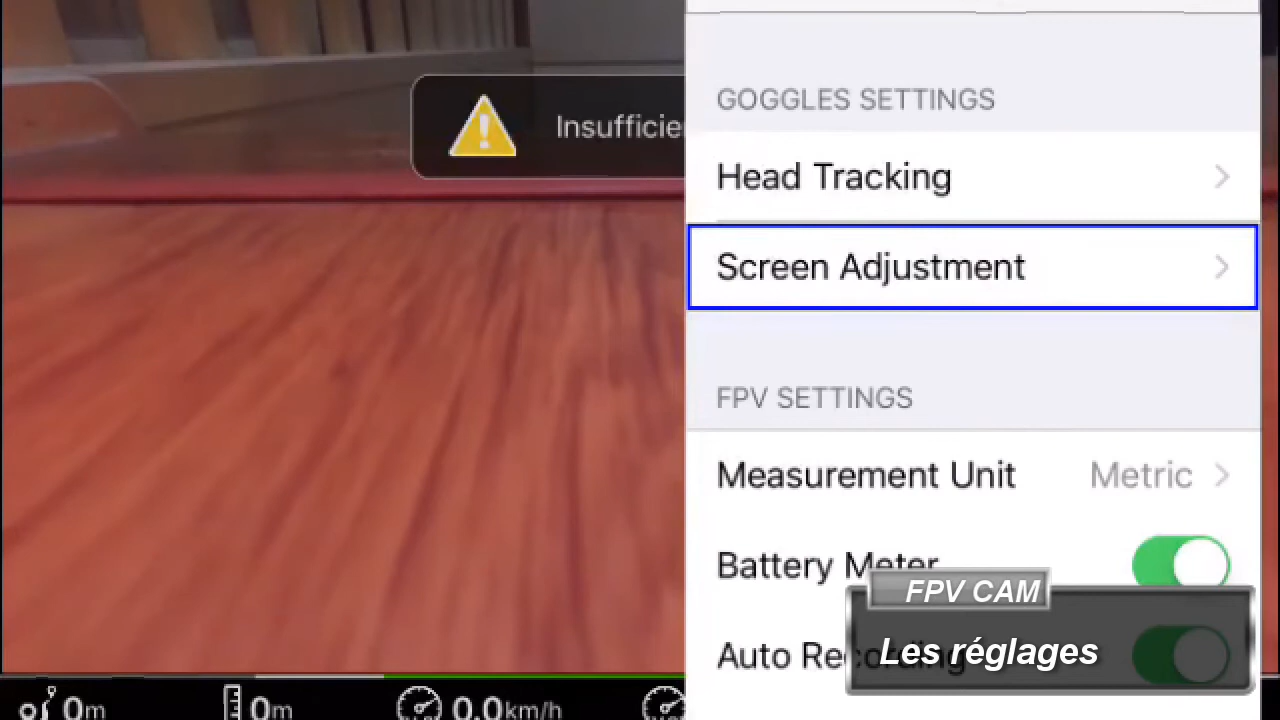 Insufficie
GOGGLES SETTINGS
Head Tracking
Screen Adjustment
FPV SETTINGS
Measurement Unit Metric
Battery Meter
FPV CAM
Auto Recording
Les réglages
0m 0m 0.0km/h